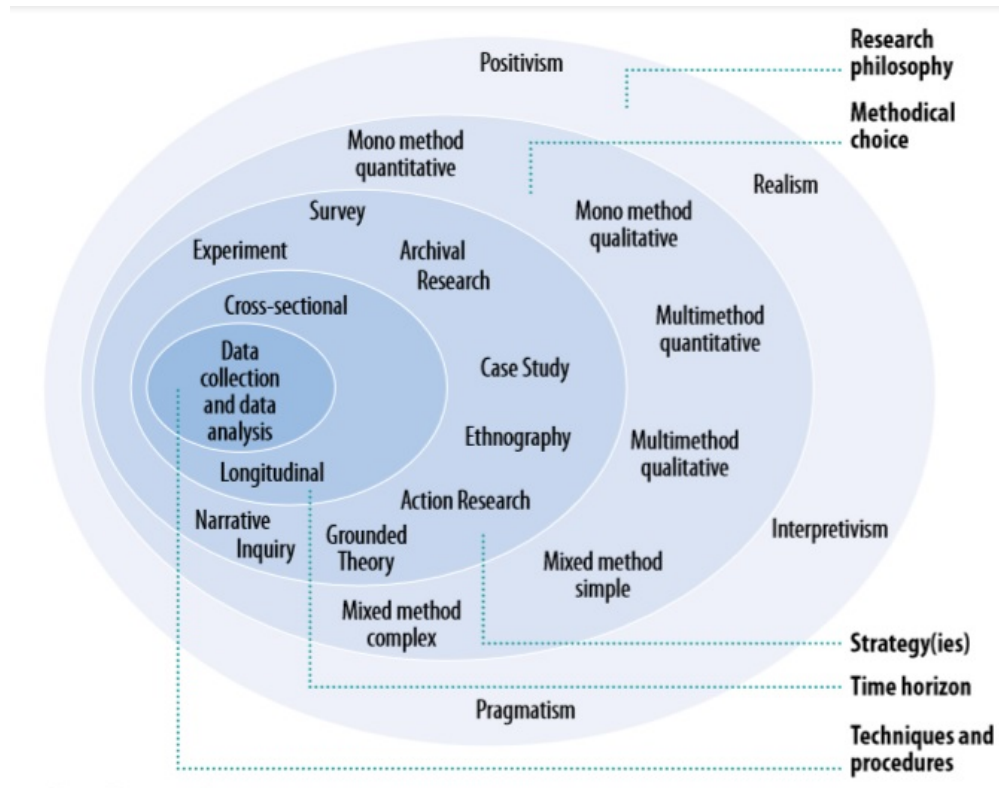 Positivism
Research
philosophy
Methodical
choice
Mono method
quantitative
Realism
Survey
Mono method
qualitative
Experiment
Archival
Research
Cross-sectional
Multimethod
quantitative
Data
collection
and data
analysis
Case Study
Ethnography
Multimethod
qualitative
Longitudinal
Action Research
Narrative
Inquiry
Grounded
Theory
Interpretivism
Mixed method
simple
Mixed method
complex
Strategy(ies)
Time horizon
Pragmatism
Techniques and
procedures